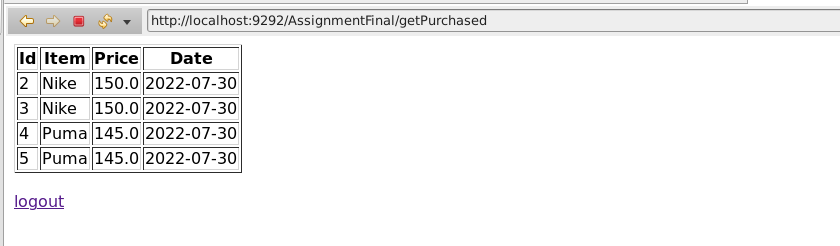 http://localhost:9292/AssignmentFinal/getPurchased
Id Item Price Date
2 Nike 150.0 2022-07-30
3 Nike 150.0 2022-07-30
4 Puma 145.0 2022-07-30
5 Puma 145.0 2022-07-30
logout